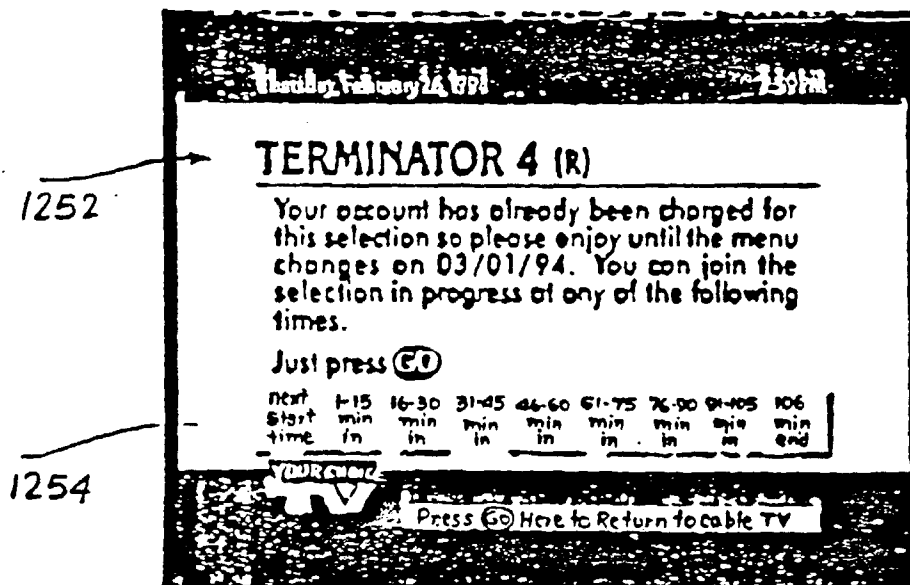 TERMINATOR 4 (R)
1252
Your account has already been charged for
this selection so please enjoy until the menu
changes on 03/01/94. You can join the
selection in progress at any of the following
times.
Just press GO
next start time 1-15 min in 16-30 min in 31-45 min in 46-60 min in 61-75 min in 76-90 min in 91-105 min in 106 min end
1254
YOUR CHOICE
TV
Press GO Here to Return to cable TV